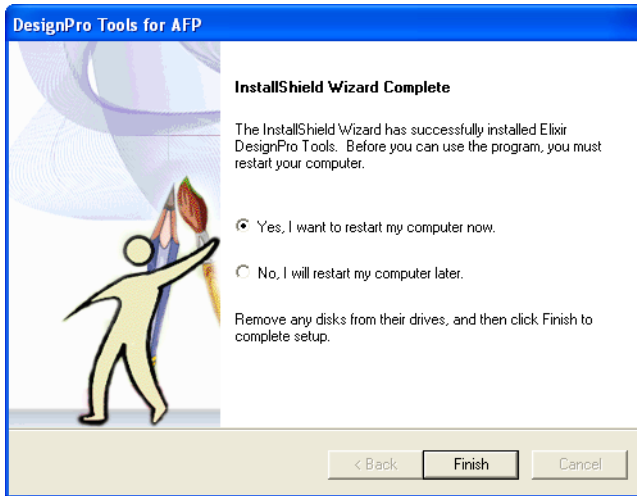 DesignPro Tools for AFP
InstallShield Wizard Complete
The InstallShield Wizard has successfully installed Elixir
DesignPro Tools.  Before you can use the program, you must
restart your computer.
Yes, I want to restart my computer now.
No, I will restart my computer later.
Remove any disks from their drives, and then click Finish to
complete setup.
< Back
Finish
Cancel